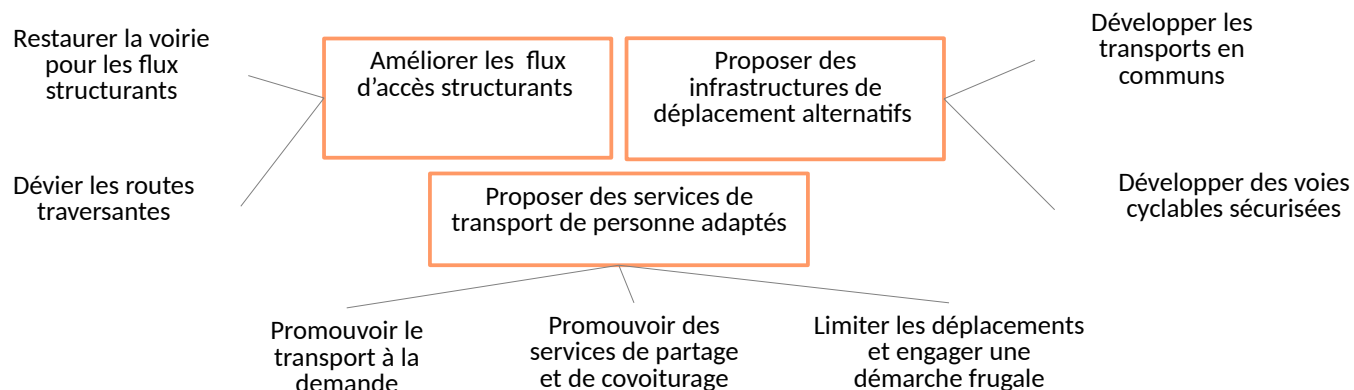 Restaurer la voirie
pour les flux
structurants
Améliorer les flux
d’accès structurants
Proposer des
infrastructures de
déplacement alternatifs
Développer les
transports en
communs
Dévier les routes
traversantes
Proposer des services de
transport de personne adaptés
Développer des voies
cyclables sécurisées
Promouvoir le
transport à la
demande
Promouvoir des
services de partage
et de covoiturage
Limiter les déplacements
et engager une
démarche frugale